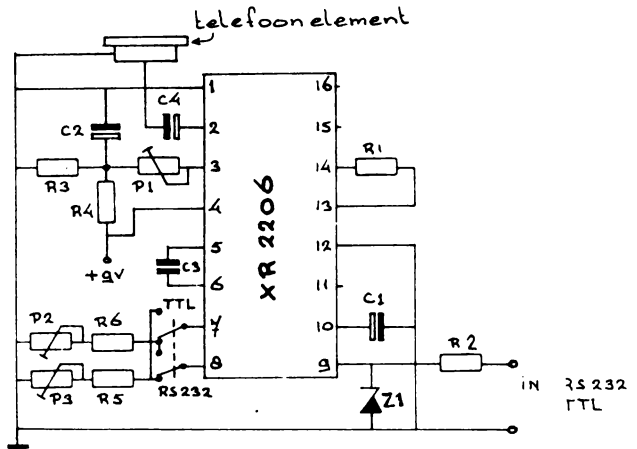 telefoon element
1
16
C4
2
15
C2
3
14
R1
R3
P1
R4
4
13
XR 2206
5
12
+9V
C3
6
11
C1
TTL
P2
R6
7
10
R2
8
9
P3
R5
RS232
Z1
IN RS232
TTL